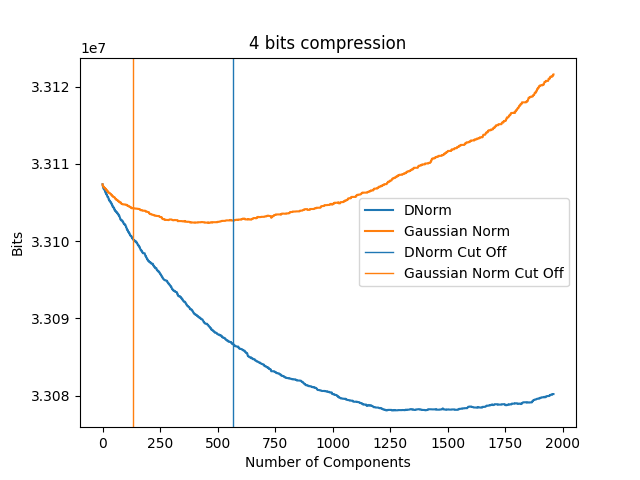 4 bits compression
1e7
3.312
3.311
3.310
3.309
3.308
Bits
DNorm
Gaussian Norm
DNorm Cut Off
Gaussian Norm Cut Off
0 250 500 750 1000 1250 1500 1750 2000
Number of Components